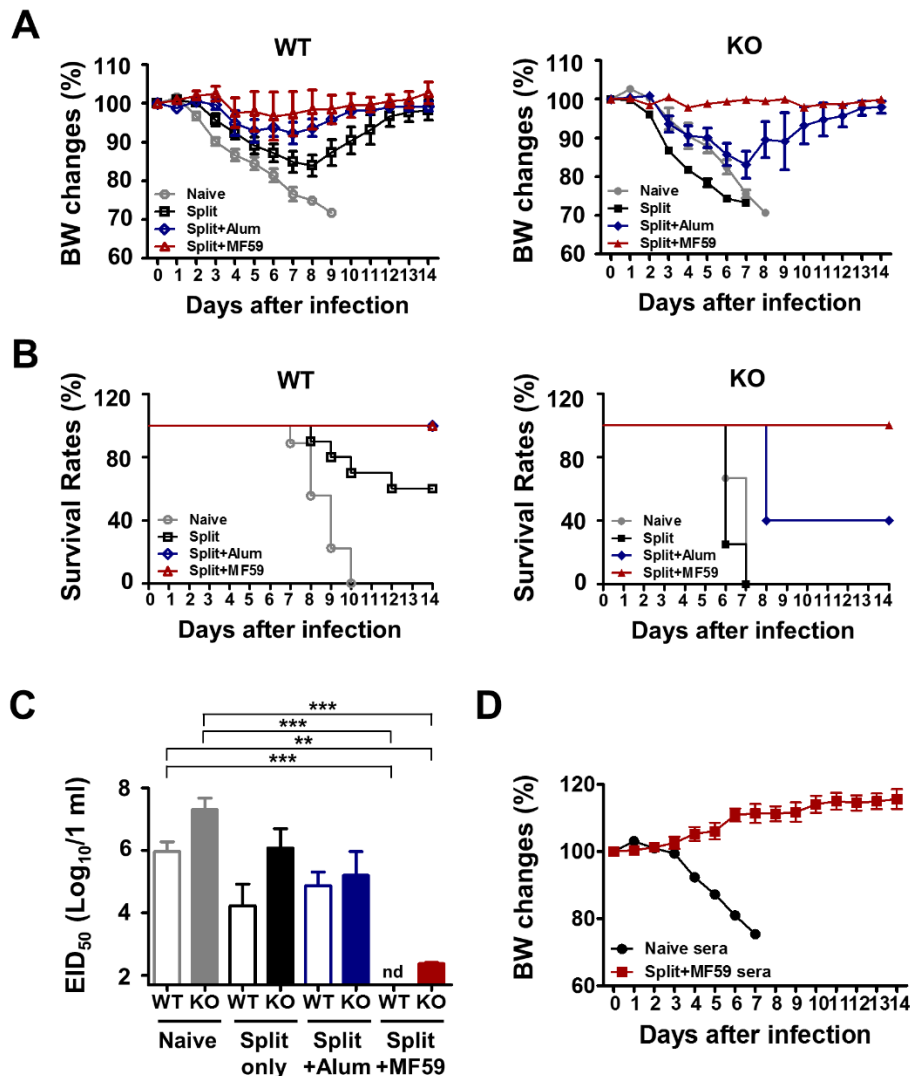 A
WT
KO
BW changes (%)
110
100
90
80
70
60
Naive
Split
Split+Alum
Split+MF59
0 1 2 3 4 5 6 7 8 9 10 11 12 13 14
Days after infection
BW changes (%)
110
100
90
80
70
60
Naive
Split
Split+Alum
Split+MF59
0 1 2 3 4 5 6 7 8 9 10 11 12 13 14
Days after infection
B
WT
KO
Survival Rates (%)
120
80
40
0
Naive
Split
Split+Alum
Split+MF59
0 1 2 3 4 5 6 7 8 9 10 11 12 13 14
Days after infection
Survival Rates (%)
120
80
40
0
Naive
Split
Split+Alum
Split+MF59
0 1 2 3 4 5 6 7 8 9 10 11 12 13 14
Days after infection
C
***
***
**
***
EID50 (Log10/1 ml)
8
6
4
2
nd
WT KO WT KO WT KO WT KO
Naive Split Split Split
only +Alum +MF59
D
BW changes (%)
120
100
80
60
Naive sera
Split+MF59 sera
0 1 2 3 4 5 6 7 8 9 10 11 12 13 14
Days after infection